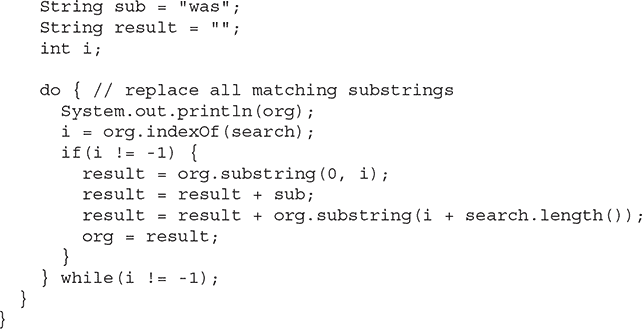 String sub = "was";
    String result = "";
    int i;

    do { // replace all matching substrings
      System.out.println(org);
      i = org.indexOf(search);
      if(i != -1) {
        result = org.substring(0, i);
        result = result + sub;
        result = result + org.substring(i + search.length());
        org = result;
      }
    } while(i != -1);
  }
}